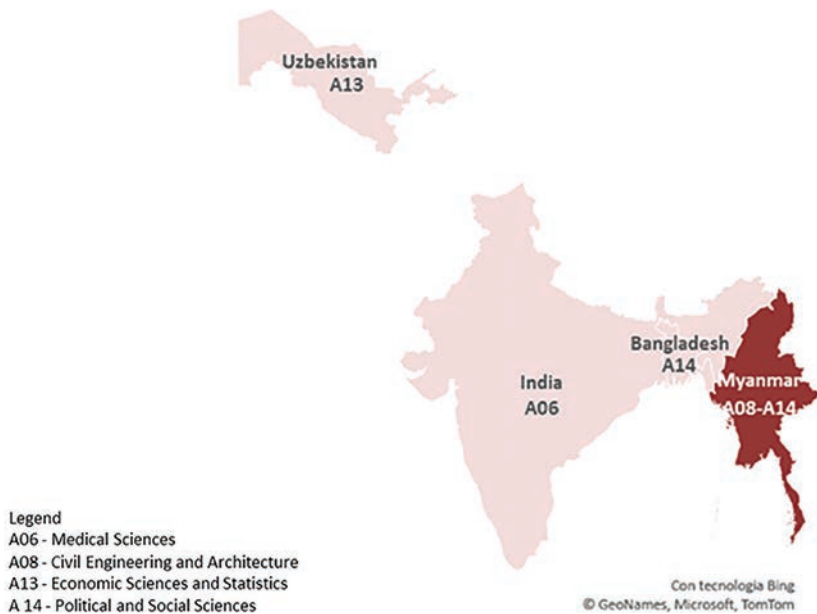 Uzbekistan
A13
Bangladesh
A14
Myanmar
A08-A14
India
A06
Legend
A06 - Medical Sciences
A08 - Civil Engineering and Architecture
A13 - Economic Sciences and Statistics
A 14 - Political and Social Sciences
Con tecnologia Bing
© GeoNames, Microsoft, TomTom